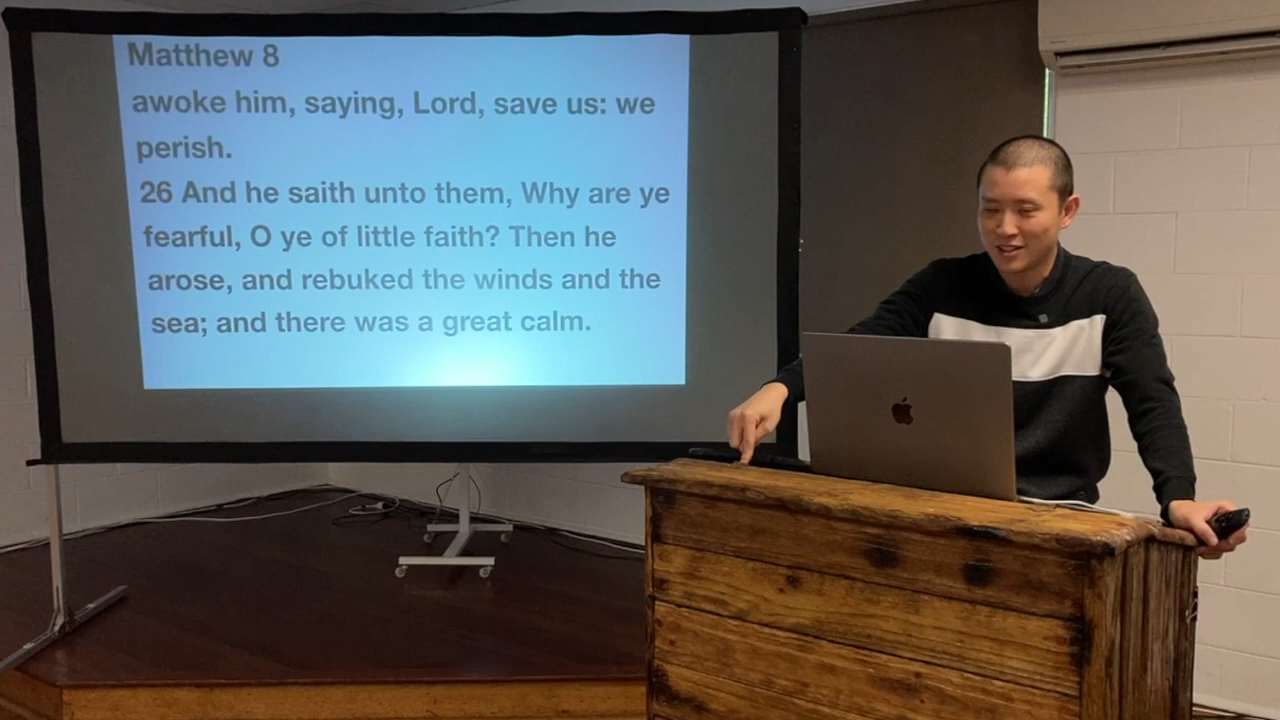 Matthew 8
awoke him, saying, Lord, save us: we
perish.
26 And he saith unto them, Why are ye
fearful, O ye of little faith? Then he
arose, and rebuked the winds and the
sea; and there was a great calm.